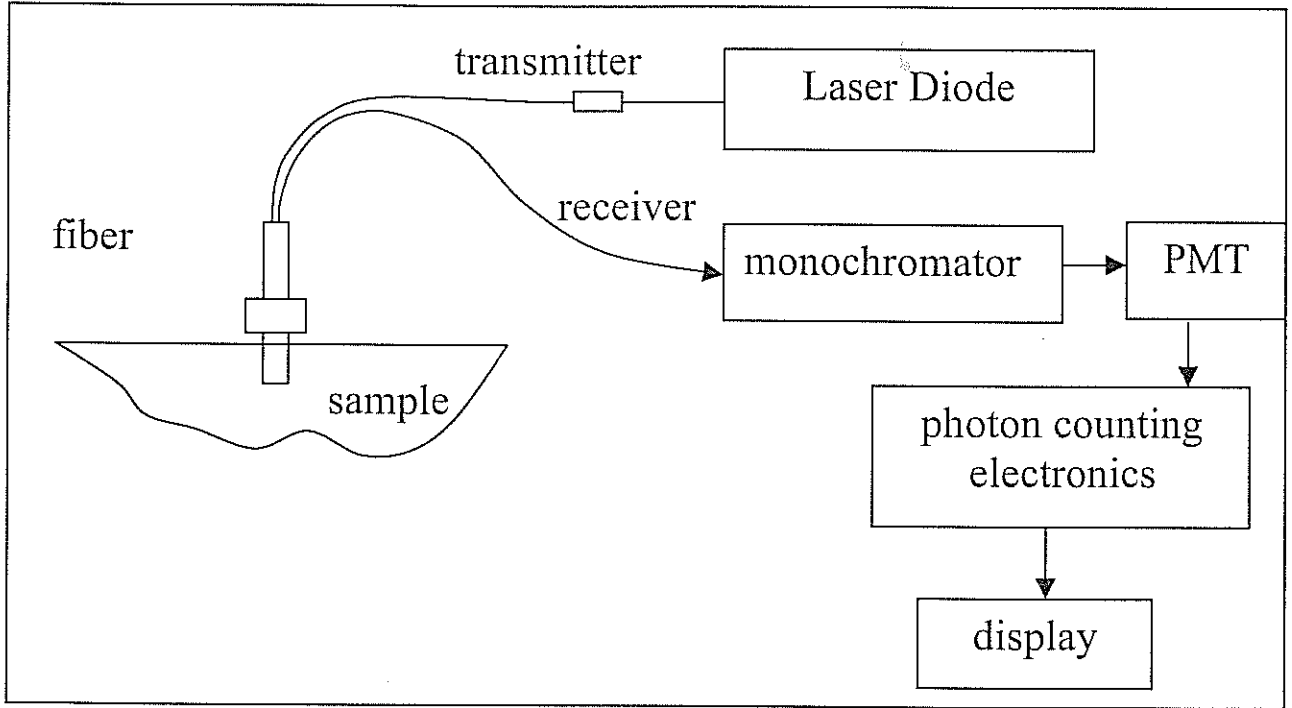 transmitter
Laser Diode
receiver
fiber
monochromator
PMT
sample
photon counting
electronics
display